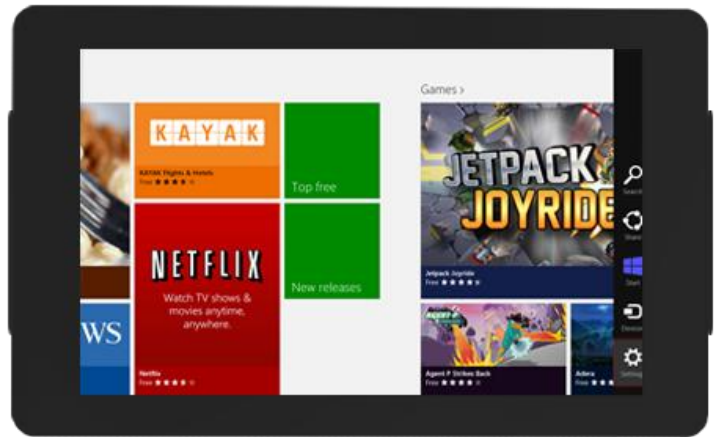 Games >
KAYAK
KAYAK Flights & Hotels
Free
Top free
NETFLIX
Watch TV shows &
movies anytime,
anywhere.
Netflix
Free
New releases
WS
JETPACK
JOYRIDE
Jetpack Joyride
Free
AGENT P
Agent P Strikes Back
Free
Adera
Free
Search
Share
Start
Devices
Settings